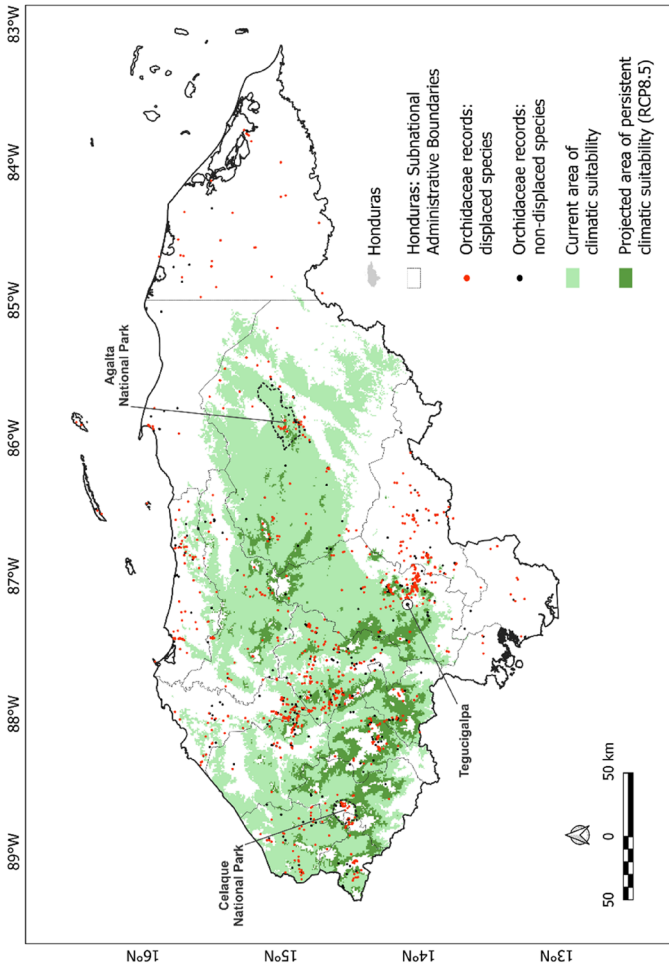 83°W
84°W
85°W
86°W
87°W
88°W
89°W
16°N
15°N
14°N
13°N
Agalta
National Park
Celaque
National Park
Tegucigalpa
Honduras
Honduras: Subnational
Administrative Boundaries
Orchidaceae records:
displaced species
Orchidaceae records:
non-displaced species
Current area of
climatic suitability
Projected area of persistent
climatic suitability (RCP8.5)
50
0
50 km